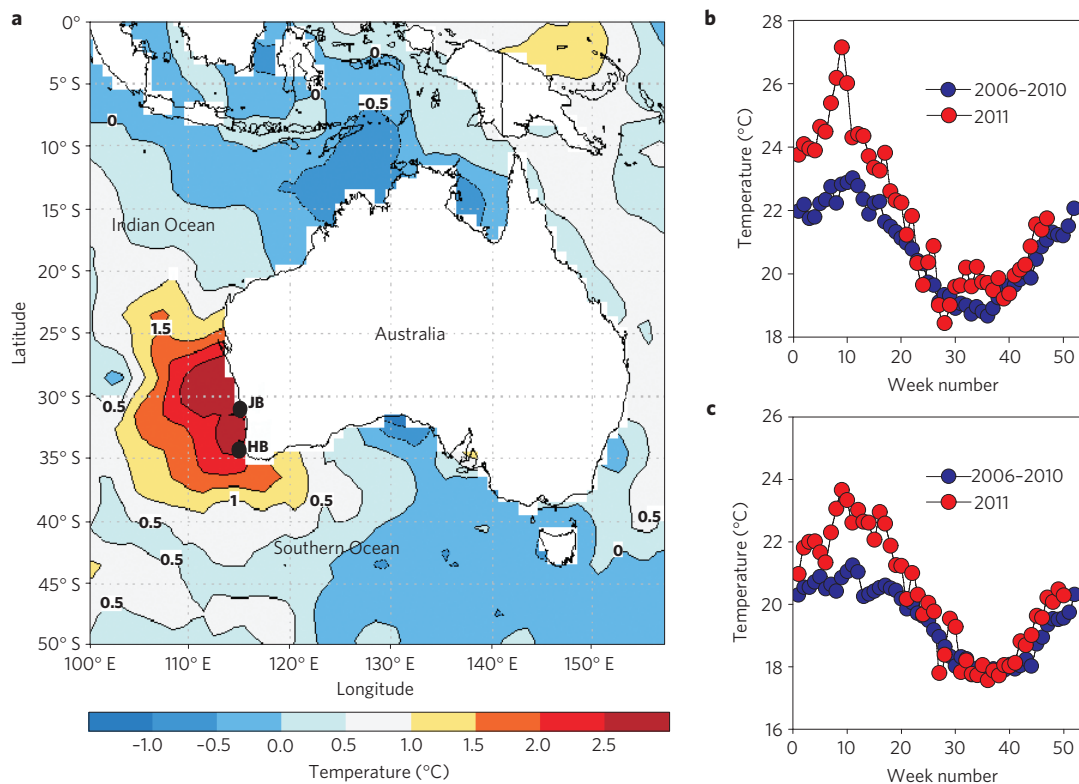 a
0°
5° S
10° S
15° S
20° S
25° S
30° S
35° S
40° S
45° S
50° S
Latitude
0
0
0
-0.5
Indian Ocean
1.5
Australia
0.5
JB
HB
1
0.5
0.5
0.5
Southern Ocean
0
0.5
0.5
100° E
110° E
120° E
130° E
140° E
150° E
Longitude
-1.0
-0.5
0.0
0.5
1.0
1.5
2.0
2.5
Temperature (°C)
b
28
26
24
22
20
18
Temperature (°C)
2006–2010
2011
0
10
20
30
40
50
Week number
c
26
24
22
20
18
16
Temperature (°C)
2006–2010
2011
0
10
20
30
40
50
Week number